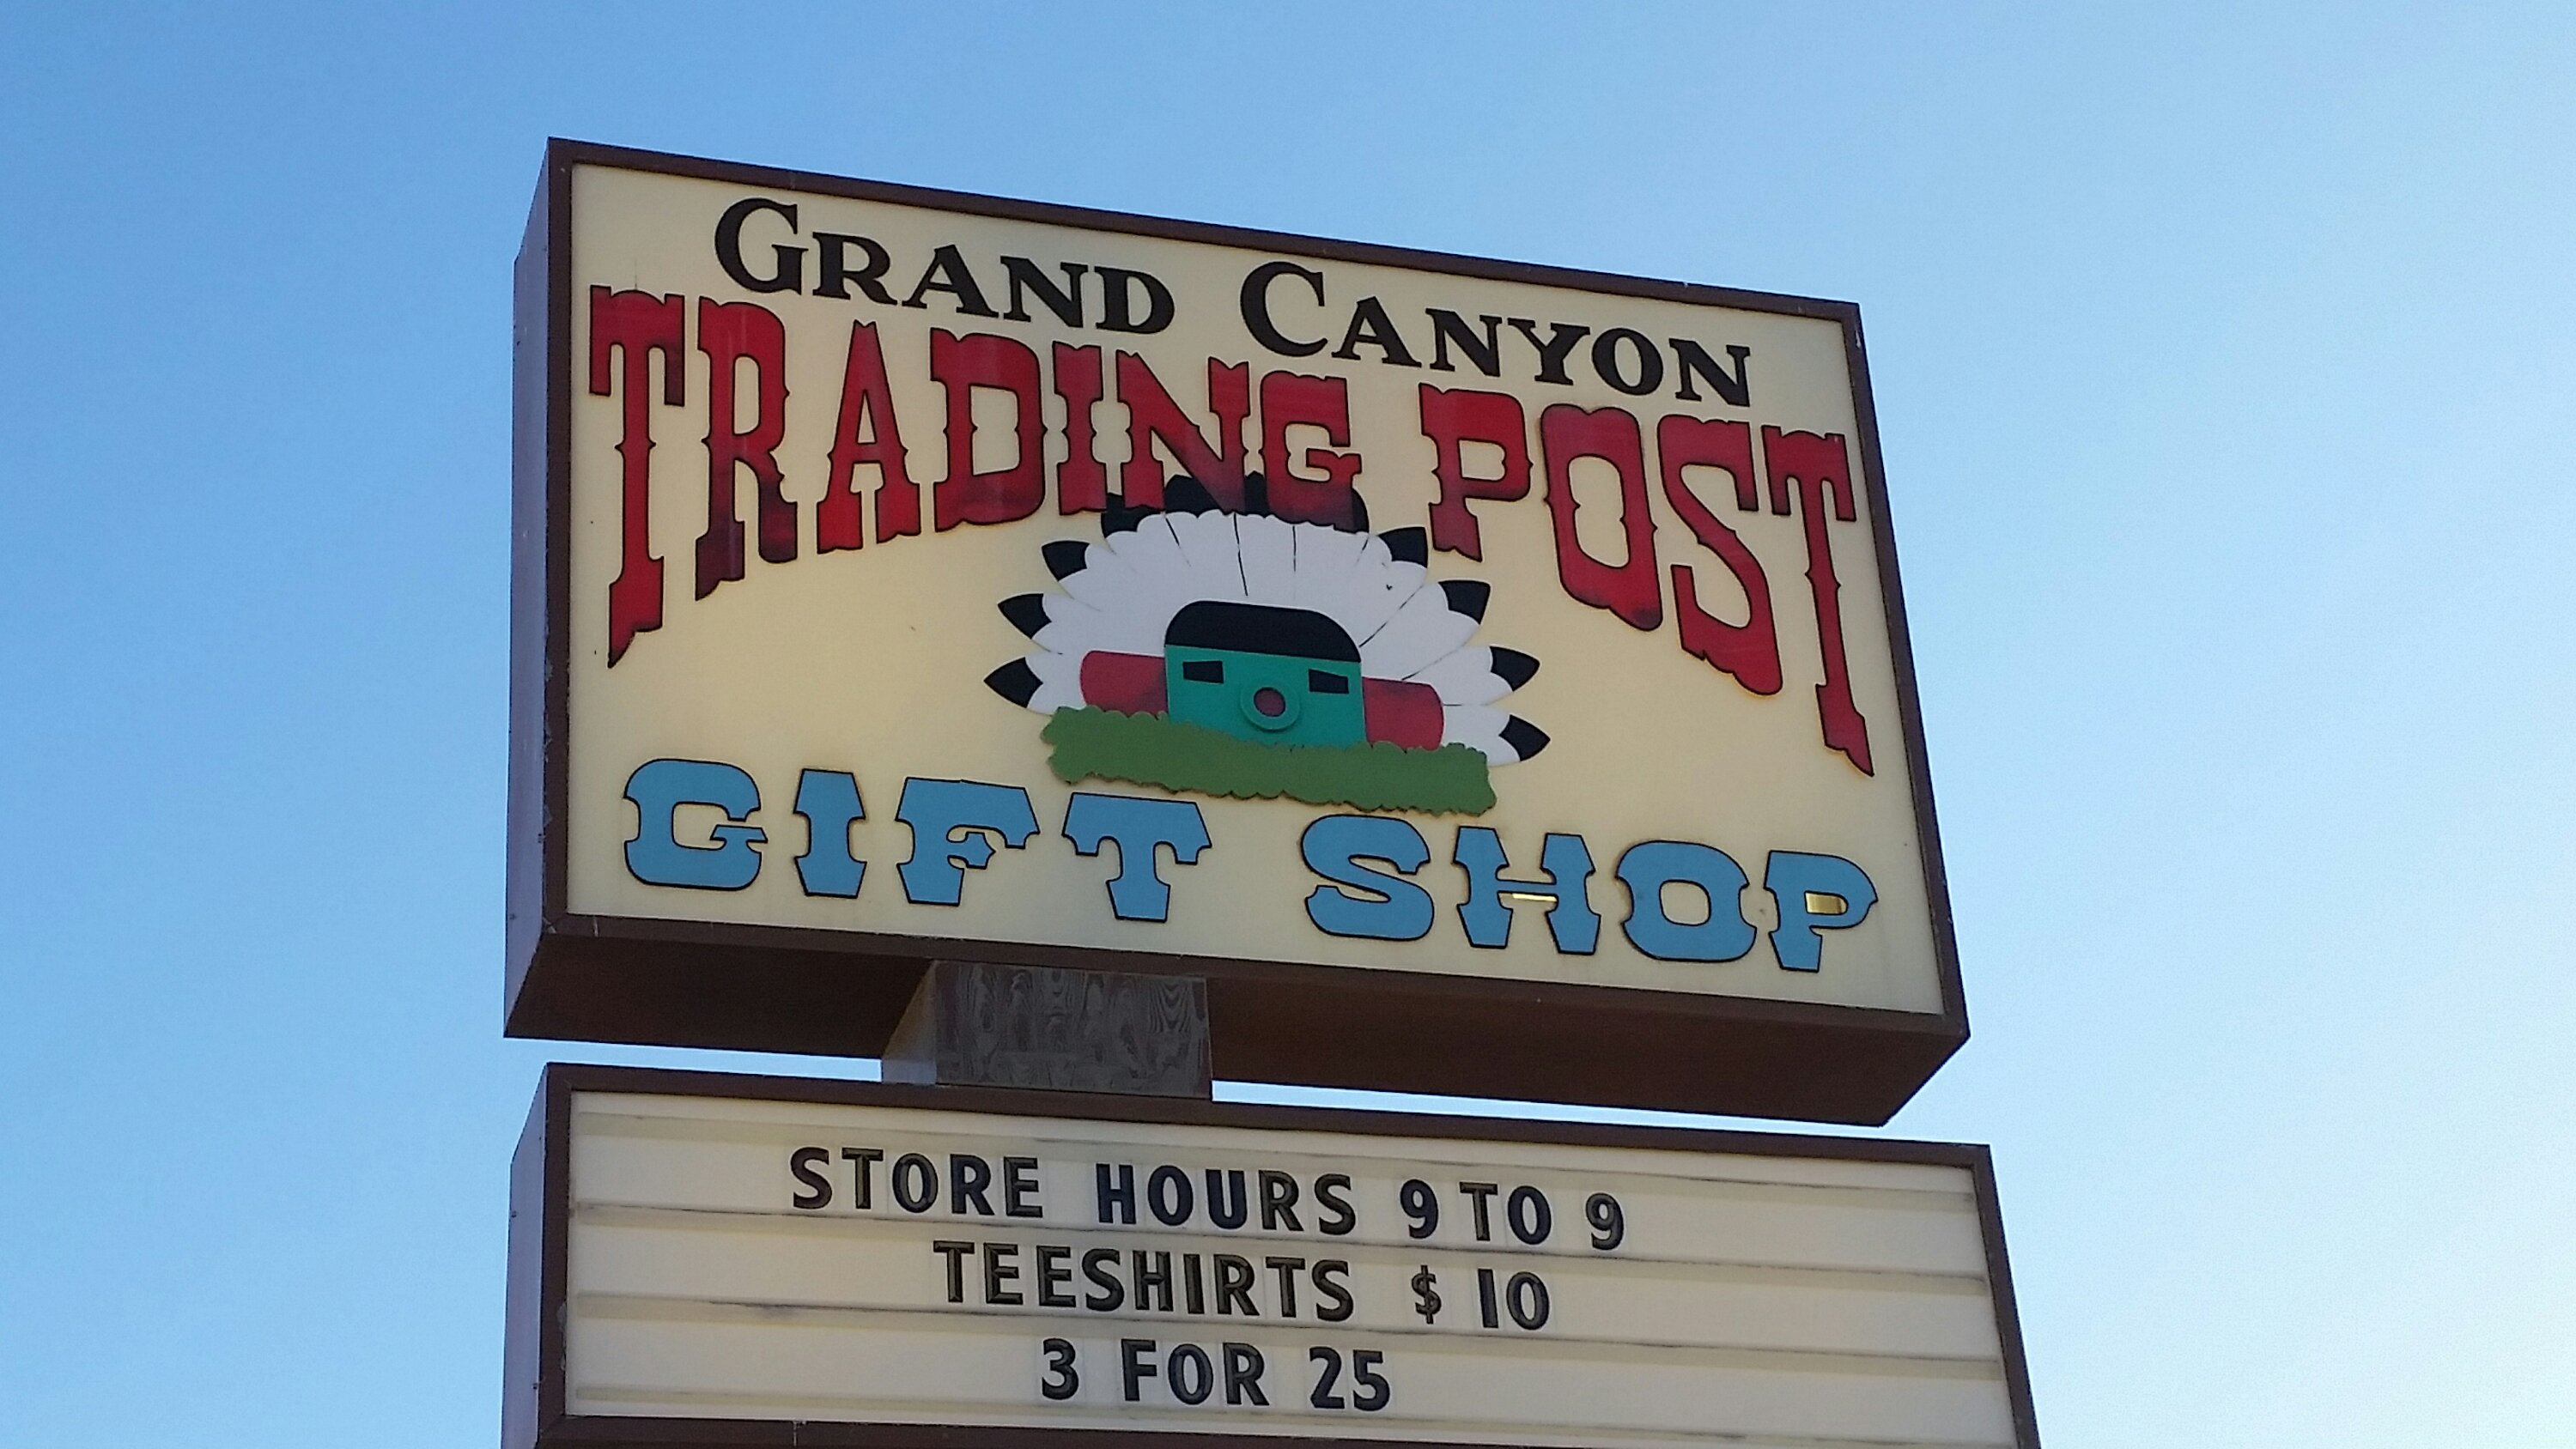 GRAND CANYON
TRADING POST
GIFT SHOP
STORE HOURS 9 TO 9
TEESHIRTS $ 10
3 FOR 25